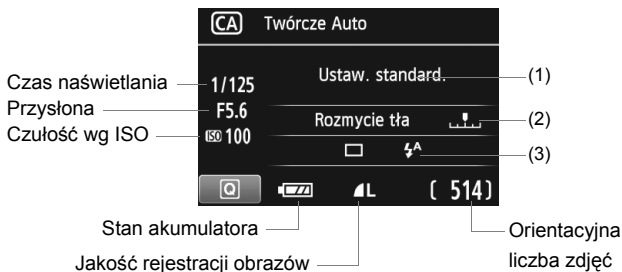 CA Twórcze Auto
Ustaw. standard. (1)
Czas naświetlania 1/125
Przysłona F5.6
Rozmycie tła (2)
Czułość wg ISO ISO 100
A (3)
Q L ( 514)
Stan akumulatora
Orientacyjna
liczba zdjęć
Jakość rejestracji obrazów